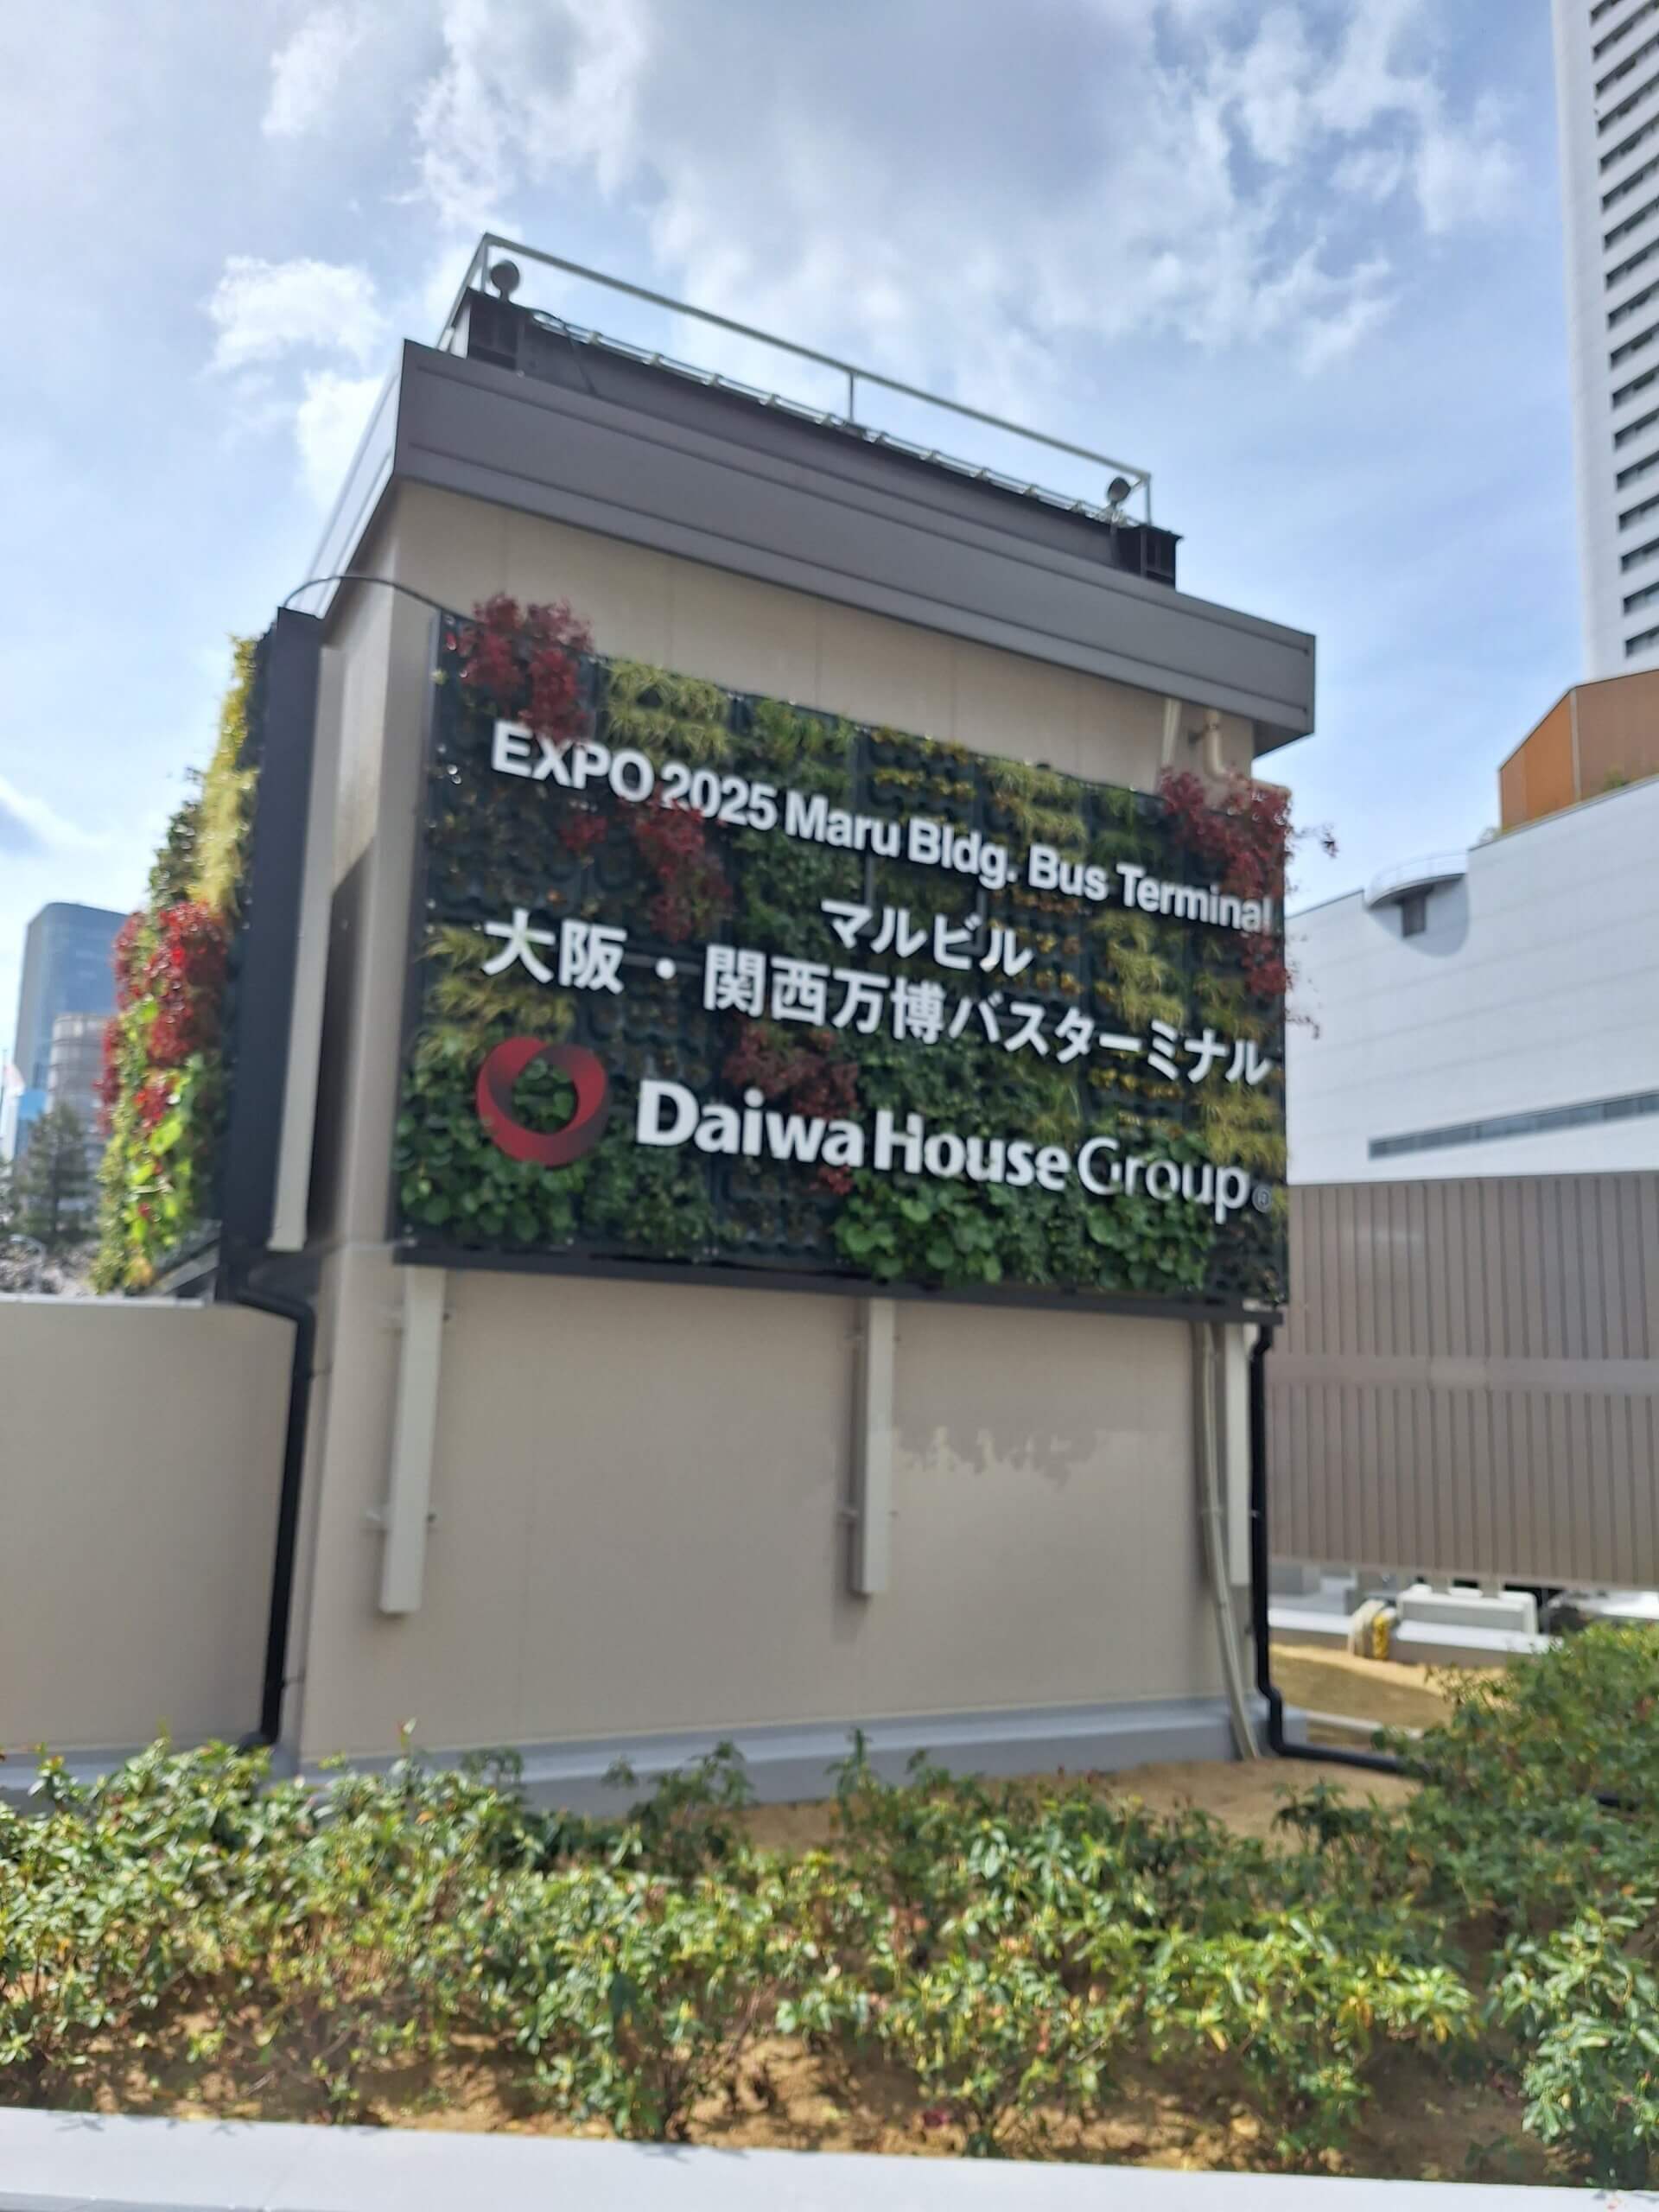 EXPO 2025 Maru Bldg. Bus Terminal
マルビル
大阪・関西万博バスターミナル
Daiwa House Group®